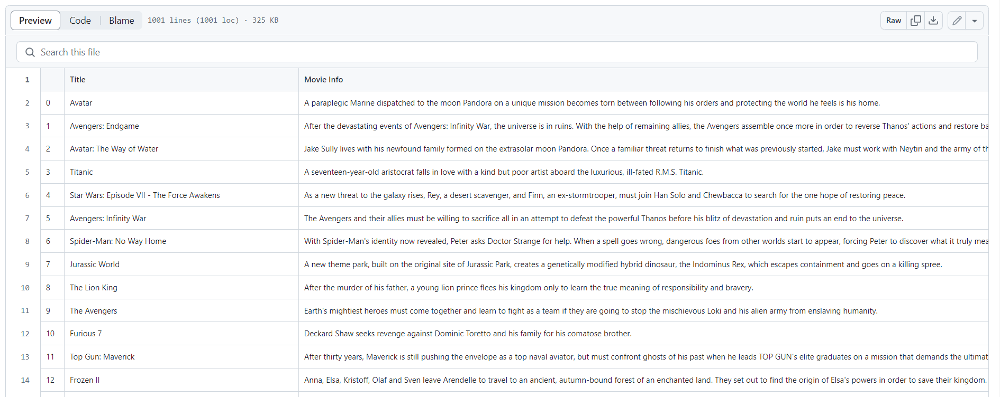 Preview Code Blame 1001 lines (1001 loc) · 325 KB Raw
Search this file
1 Title Movie Info
2 0 Avatar A paraplegic Marine dispatched to the moon Pandora on a unique mission becomes torn between following his orders and protecting the world he feels is his home.
3 1 Avengers: Endgame After the devastating events of Avengers: Infinity War, the universe is in ruins. With the help of remaining allies, the Avengers assemble once more in order to reverse Thanos' actions and restore ba
4 2 Avatar: The Way of Water Jake Sully lives with his newfound family formed on the extrasolar moon Pandora. Once a familiar threat returns to finish what was previously started, Jake must work with Neytiri and the army of th
5 3 Titanic A seventeen-year-old aristocrat falls in love with a kind but poor artist aboard the luxurious, ill-fated R.M.S. Titanic.
6 4 Star Wars: Episode VII - The Force Awakens As a new threat to the galaxy rises, Rey, a desert scavenger, and Finn, an ex-stormtrooper, must join Han Solo and Chewbacca to search for the one hope of restoring peace.
7 5 Avengers: Infinity War The Avengers and their allies must be willing to sacrifice all in an attempt to defeat the powerful Thanos before his blitz of devastation and ruin puts an end to the universe.
8 6 Spider-Man: No Way Home With Spider-Man's identity now revealed, Peter asks Doctor Strange for help. When a spell goes wrong, dangerous foes from other worlds start to appear, forcing Peter to discover what it truly mea
9 7 Jurassic World A new theme park, built on the original site of Jurassic Park, creates a genetically modified hybrid dinosaur, the Indominus Rex, which escapes containment and goes on a killing spree.
10 8 The Lion King After the murder of his father, a young lion prince flees his kingdom only to learn the true meaning of responsibility and bravery.
11 9 The Avengers Earth's mightiest heroes must come together and learn to fight as a team if they are going to stop the mischievous Loki and his alien army from enslaving humanity.
12 10 Furious 7 Deckard Shaw seeks revenge against Dominic Toretto and his family for his comatose brother.
13 11 Top Gun: Maverick After thirty years, Maverick is still pushing the envelope as a top naval aviator, but must confront ghosts of his past when he leads TOP GUN's elite graduates on a mission that demands the ultimat
14 12 Frozen II Anna, Elsa, Kristoff, Olaf and Sven leave Arendelle to travel to an ancient, autumn-bound forest of an enchanted land. They set out to find the origin of Elsa's powers in order to save their kingdom.